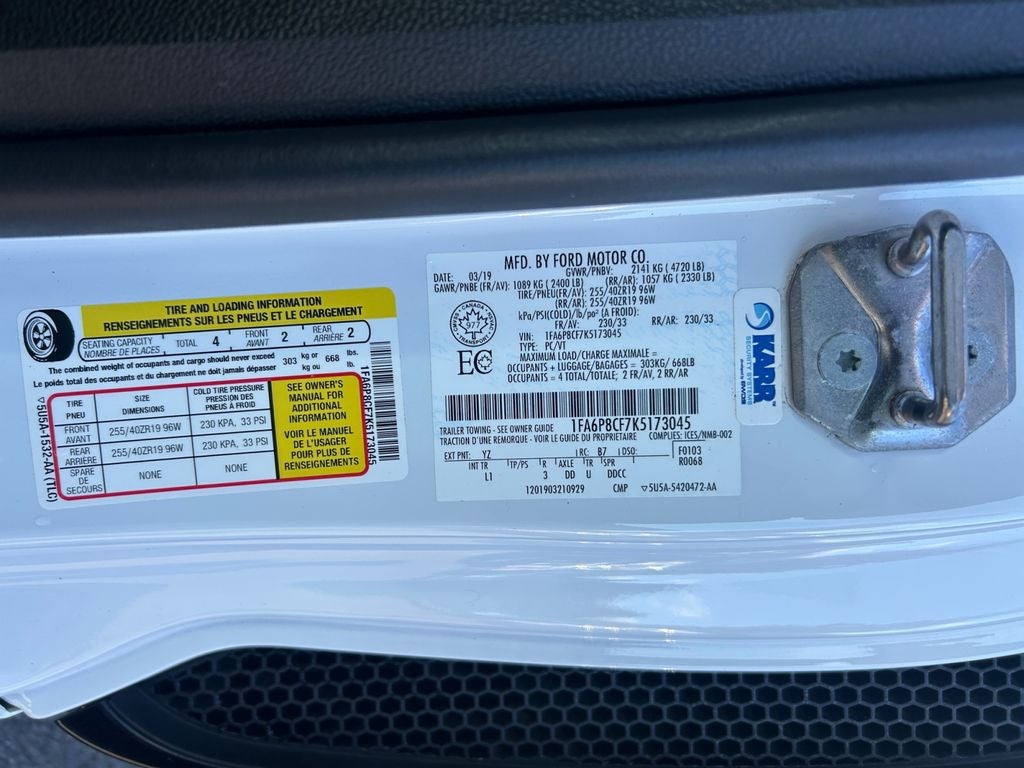 TIRE AND LOADING INFORMATION
RENSEIGNEMENTS SUR LES PNEUS ET LE CHARGEMENT
SEATING CAPACITY
NOMBRE DE PLACES
TOTAL 4
FRONT
AVANT 2
REAR
ARRIÈRE 2
The combined weight of occupants and cargo should never exceed
Le poids total des occupants et du chargement ne doit jamais dépasser
303 kg or 668 lbs.
kg ou lb.
TIRE
PNEU
SIZE
DIMENSIONS
COLD TIRE PRESSURE
PRESSION DES
PNEUS À FROID
FRONT
AVANT
255/40ZR19 96W
230 KPA, 33 PSI
REAR
ARRIÈRE
255/40ZR19 96W
230 KPA, 33 PSI
SPARE
DE
SECOURS
NONE
NONE
SEE OWNER'S
MANUAL FOR
ADDITIONAL
INFORMATION
VOIR LE MANUEL
DE L'USAGER
POUR PLUS DE
RENSEIGNEMENTS
1FA6P8CF7K5173045
5U5A-1532-AA (TLC)
MFD. BY FORD MOTOR CO.
DATE: 03/19 GVWR/PNBV: 2141 KG ( 4720 LB)
GAWR/PNBE (FR/AV): 1089 KG ( 2400 LB) (RR/AR): 1057 KG ( 2330 LB)
TIRE/PNEU(FR/AV): 255/40ZR19 96W
(RR/AR): 255/40ZR19 96W
kPa/PSI(COLD)/lb/po² (A FROID):
FR/AV: 230/33 RR/AR: 230/33
VIN: 1FA6P8CF7K5173045
TYPE: PC/VT
MAXIMUM LOAD/CHARGE MAXIMALE =
OCCUPANTS + LUGGAGE/BAGAGES = 303KG/ 668LB
OCCUPANTS = 4 TOTAL/TOTALE; 2 FR/AV, 2 RR/AR
CANADA
TRANSPORT
977
EC
1FA6P8CF7K5173045
TRAILER TOWING - SEE OWNER GUIDE
TRACTION D'UNE REMORQUE - VOIR LE GUIDE DU PROPRIETAIRE COMPLIES: ICES/NMB-002
EXT PNT: YZ RC: B7 DSO: F0103
INT TR TP/PS R AXLE TR SPR R0068
L1 3 DD U DDCC
1201903210929 CMP 5U5A-5420472-AA
KARR
SECURITY SYSTEMS